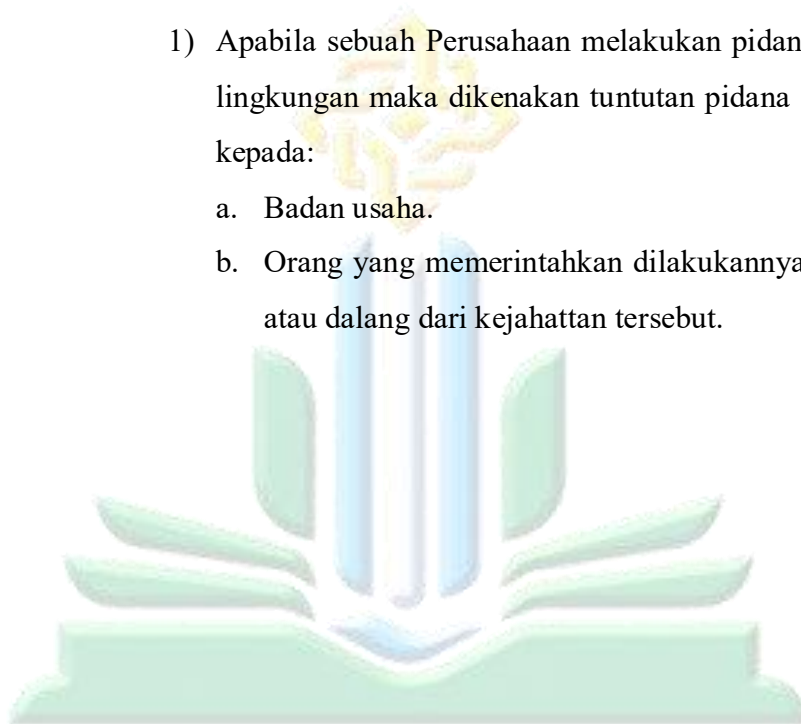 1) Apabila sebuah Perusahaan melakukan pidan
lingkungan maka dikenakan tuntutan pidana
kepada:
a. Badan usaha.
b. Orang yang memerintahkan dilakukannya
atau dalang dari kejahattan tersebut.